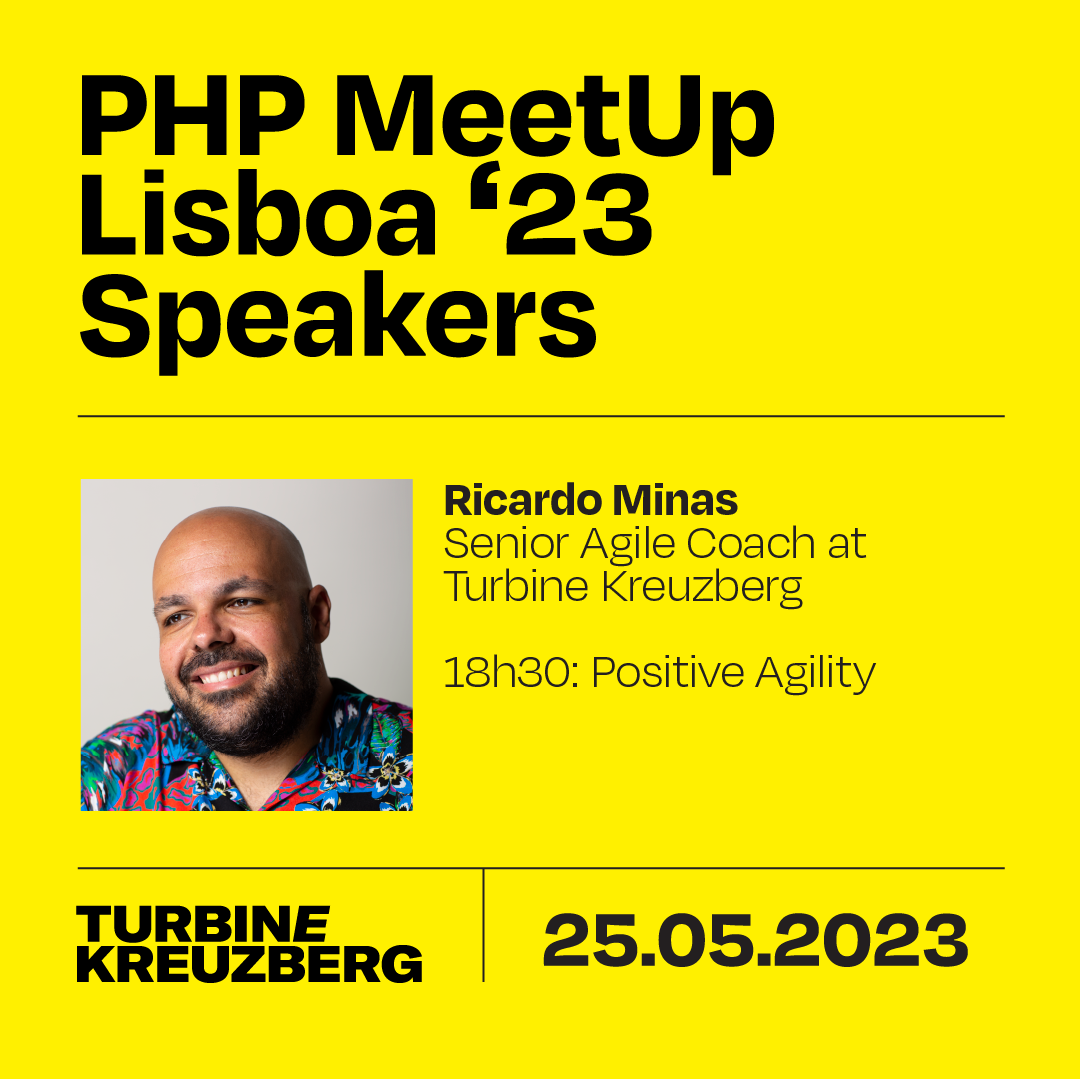 PHP MeetUp
Lisboa ‘23
Speakers
Ricardo Minas
Senior Agile Coach at
Turbine Kreuzberg
18h30: Positive Agility
TURBINE
KREUZBERG
25.05.2023